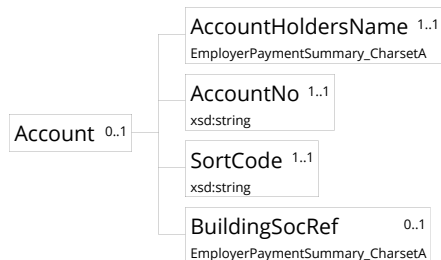 AccountHoldersName 1..1
EmployerPaymentSummary_CharsetA
AccountNo 1..1
xsd:string
Account 0..1
SortCode 1..1
xsd:string
BuildingSocRef 0..1
EmployerPaymentSummary_CharsetA